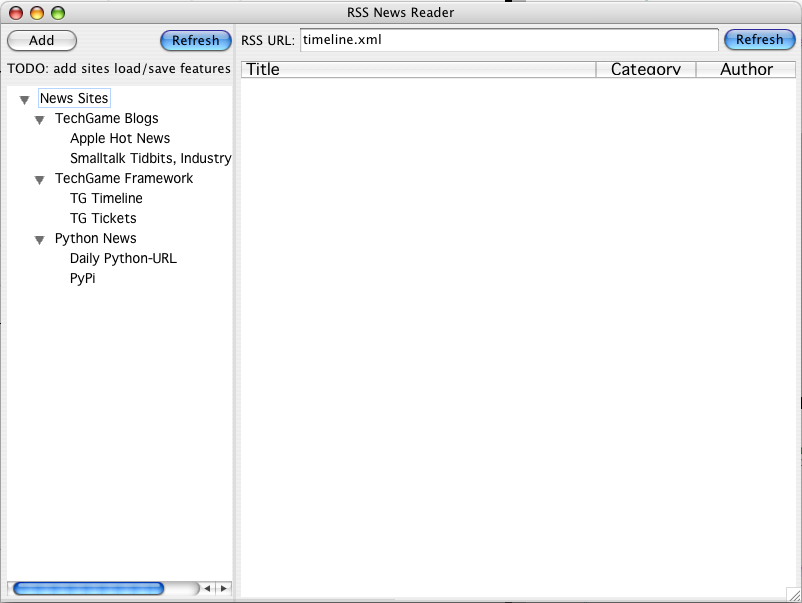 RSS News Reader
Add
Refresh
RSS URL:
timeline.xml
Refresh
TODO: add sites load/save features
Title
Category
Author
News Sites
TechGame Blogs
Apple Hot News
Smalltalk Tidbits, Industry
TechGame Framework
TG Timeline
TG Tickets
Python News
Daily Python-URL
PyPi